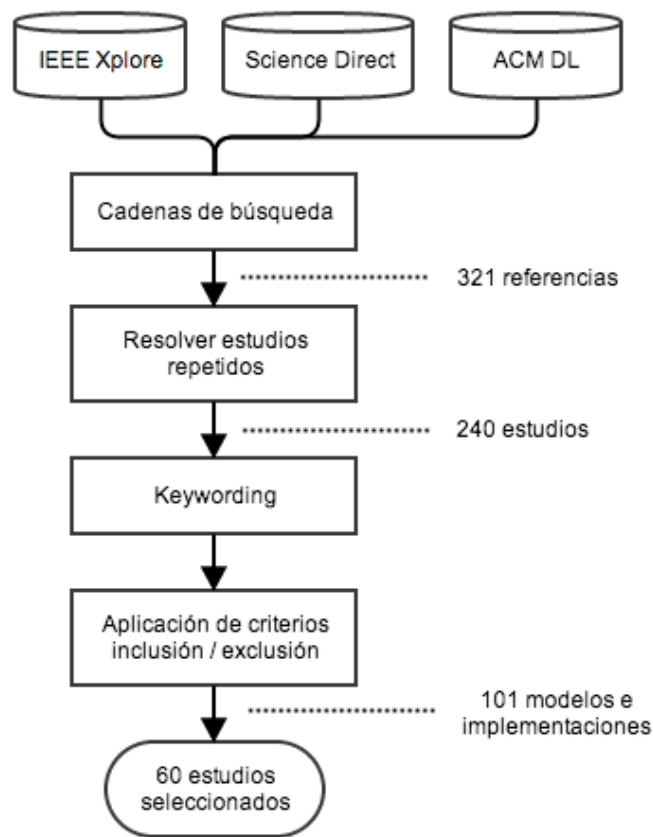 IEEE Xplore
Science Direct
ACM DL
Cadenas de búsqueda
321 referencias
Resolver estudios
repetidos
240 estudios
Keywording
Aplicación de criterios
inclusión / exclusión
101 modelos e
implementaciones
60 estudios
seleccionados